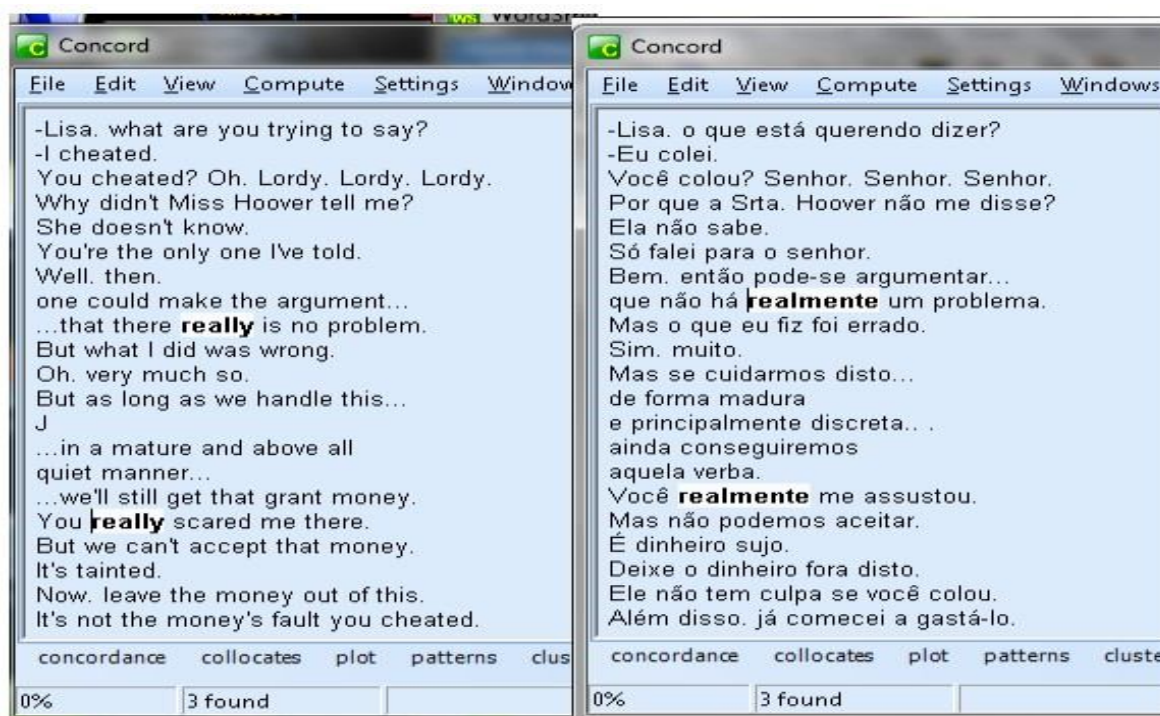 WS WordSm
Concord
File Edit View Compute Settings Window
-Lisa. what are you trying to say?
-I cheated.
You cheated? Oh. Lordy. Lordy. Lordy.
Why didn't Miss Hoover tell me?
She doesn't know.
You're the only one I've told.
Well. then.
one could make the argument...
...that there really is no problem.
But what I did was wrong.
Oh. very much so.
But as long as we handle this...
J
...in a mature and above all
quiet manner...
...we'll still get that grant money.
You really scared me there.
But we can't accept that money.
It's tainted.
Now. leave the money out of this.
It's not the money's fault you cheated.
concordance collocates plot patterns clus
0% 3 found
Concord
File Edit View Compute Settings Windows
-Lisa. o que está querendo dizer?
-Eu colei.
Você colou? Senhor. Senhor. Senhor.
Por que a Srta. Hoover não me disse?
Ela não sabe.
Só falei para o senhor.
Bem. então pode-se argumentar...
que não há realmente um problema.
Mas o que eu fiz foi errado.
Sim. muito.
Mas se cuidarmos disto...
de forma madura
e principalmente discreta.. .
ainda conseguiremos
aquela verba.
Você realmente me assustou.
Mas não podemos aceitar.
É dinheiro sujo.
Deixe o dinheiro fora disto.
Ele não tem culpa se você colou.
Além disso. já comecei a gastá-lo.
concordance collocates plot patterns cluste
0% 3 found